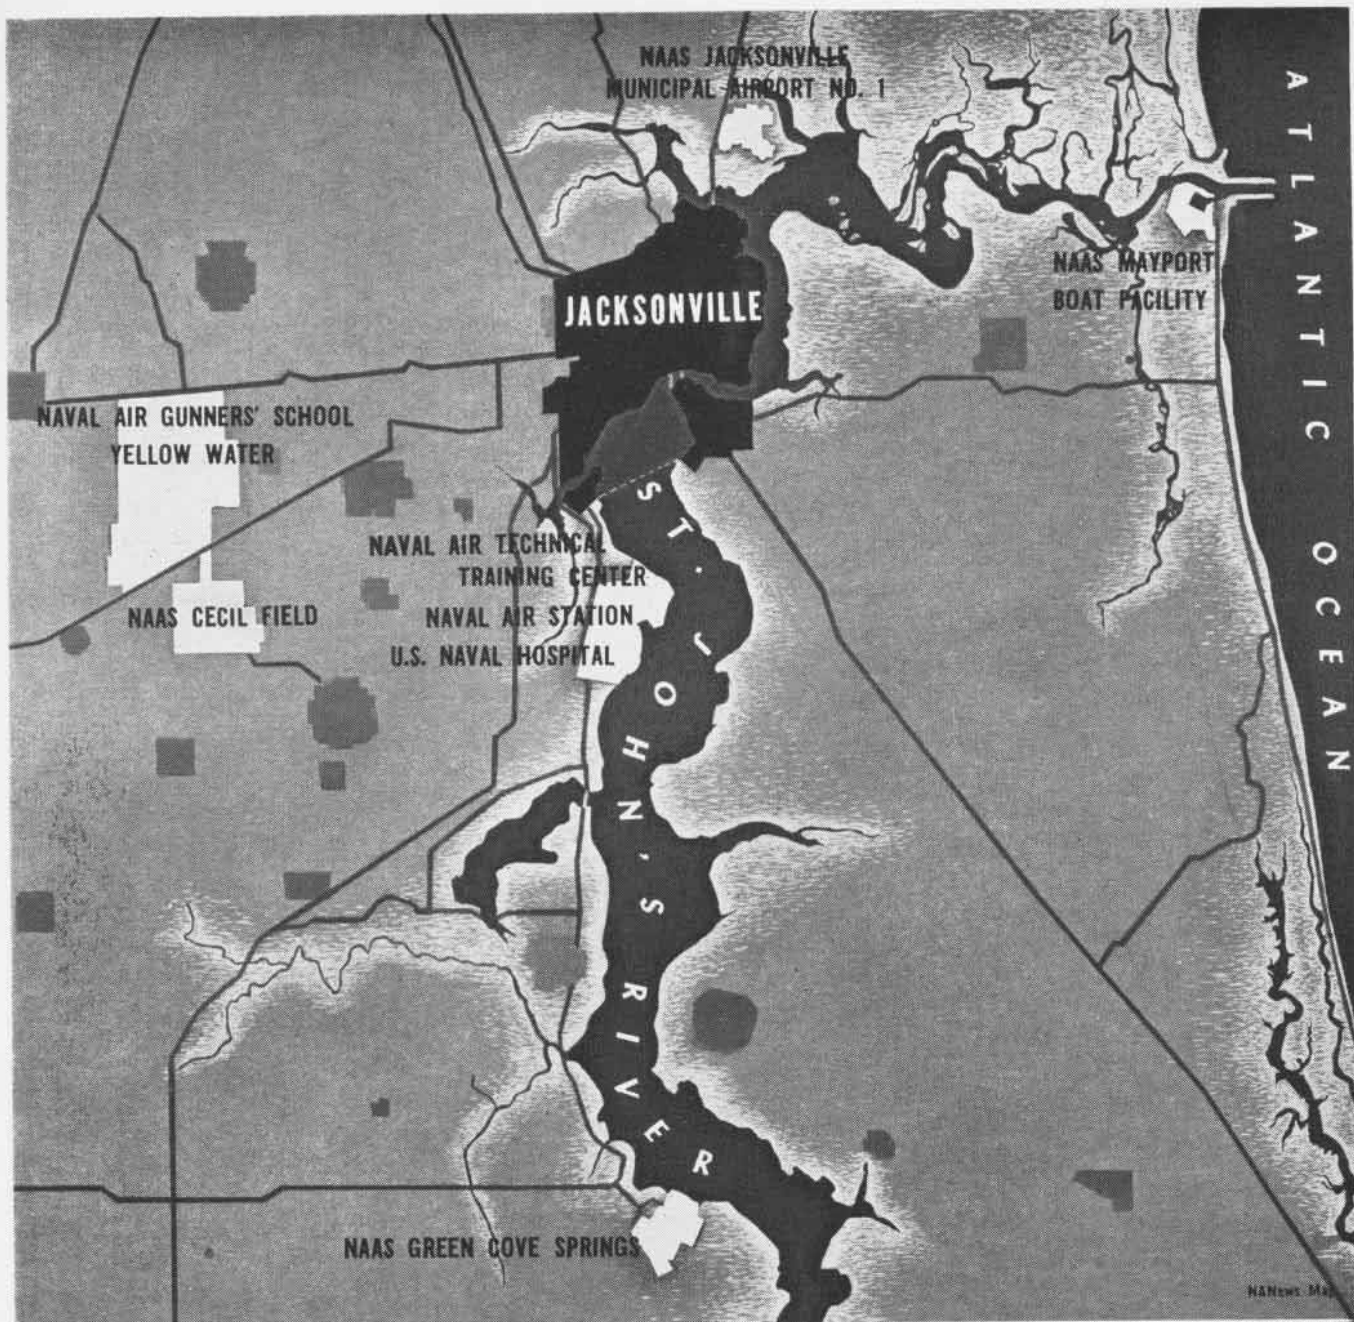 NAAS JACKSONVILLE
MUNICIPAL AIRPORT NO. 1
ATLANTIC OCEAN
NAAS MAYPORT
BOAT FACILITY
JACKSONVILLE
NAVAL AIR GUNNERS' SCHOOL
YELLOW WATER
NAVAL AIR TECHNICAL
TRAINING CENTER
NAAS CECIL FIELD
NAVAL AIR STATION
U.S. NAVAL HOSPITAL
ST. JOHN'S RIVER
NAAS GREEN COVE SPRINGS
NANews Map